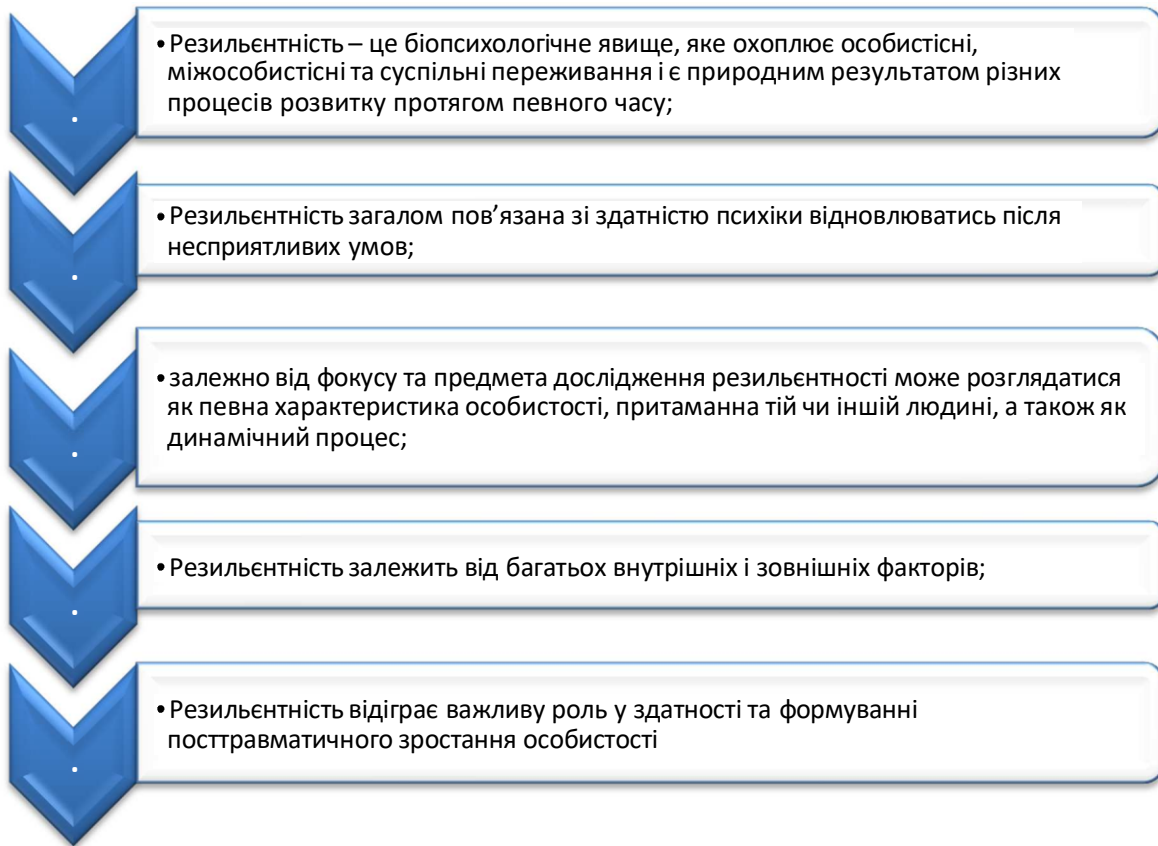 • Резильєнтність – це біопсихологічне явище, яке охоплює особистісні,
міжособистісні та суспільні переживання і є природним результатом різних
процесів розвитку протягом певного часу;
.
• Резильєнтність загалом пов’язана зі здатністю психіки відновлюватись після
несприятливих умов;
.
• залежно від фокусу та предмета дослідження резильєнтності може розглядатися
як певна характеристика особистості, притаманна тій чи іншій людині, а також як
динамічний процес;
.
• Резильєнтність залежить від багатьох внутрішніх і зовнішніх факторів;
.
• Резильєнтність відіграє важливу роль у здатності та формуванні
посттравматичного зростання особистості
.